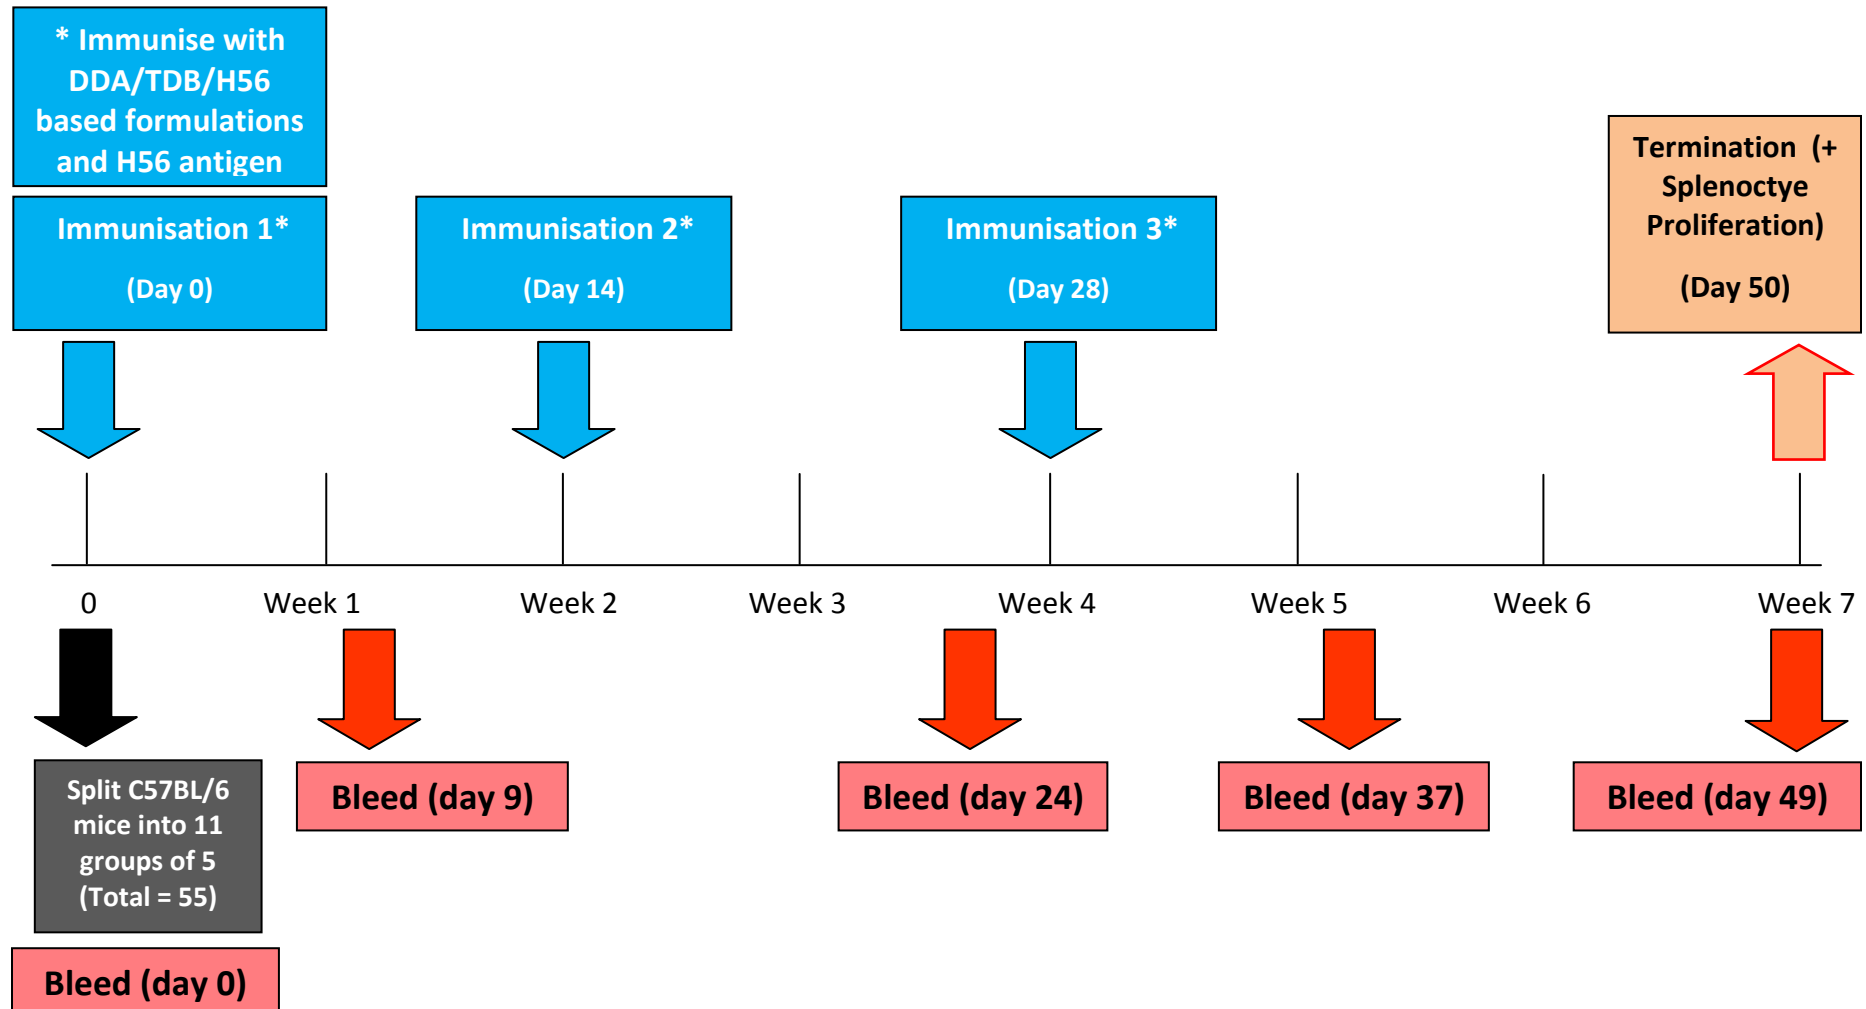 * Immunise with
DDA/TDB/H56
based formulations
and H56 antigen
Immunisation 1*
(Day 0)
Immunisation 2*
(Day 14)
Immunisation 3*
(Day 28)
Termination (+
Splenoctye
Proliferation)
(Day 50)
0
Week 1
Week 2
Week 3
Week 4
Week 5
Week 6
Week 7
Split C57BL/6
mice into 11
groups of 5
(Total = 55)
Bleed (day 0)
Bleed (day 9)
Bleed (day 24)
Bleed (day 37)
Bleed (day 49)